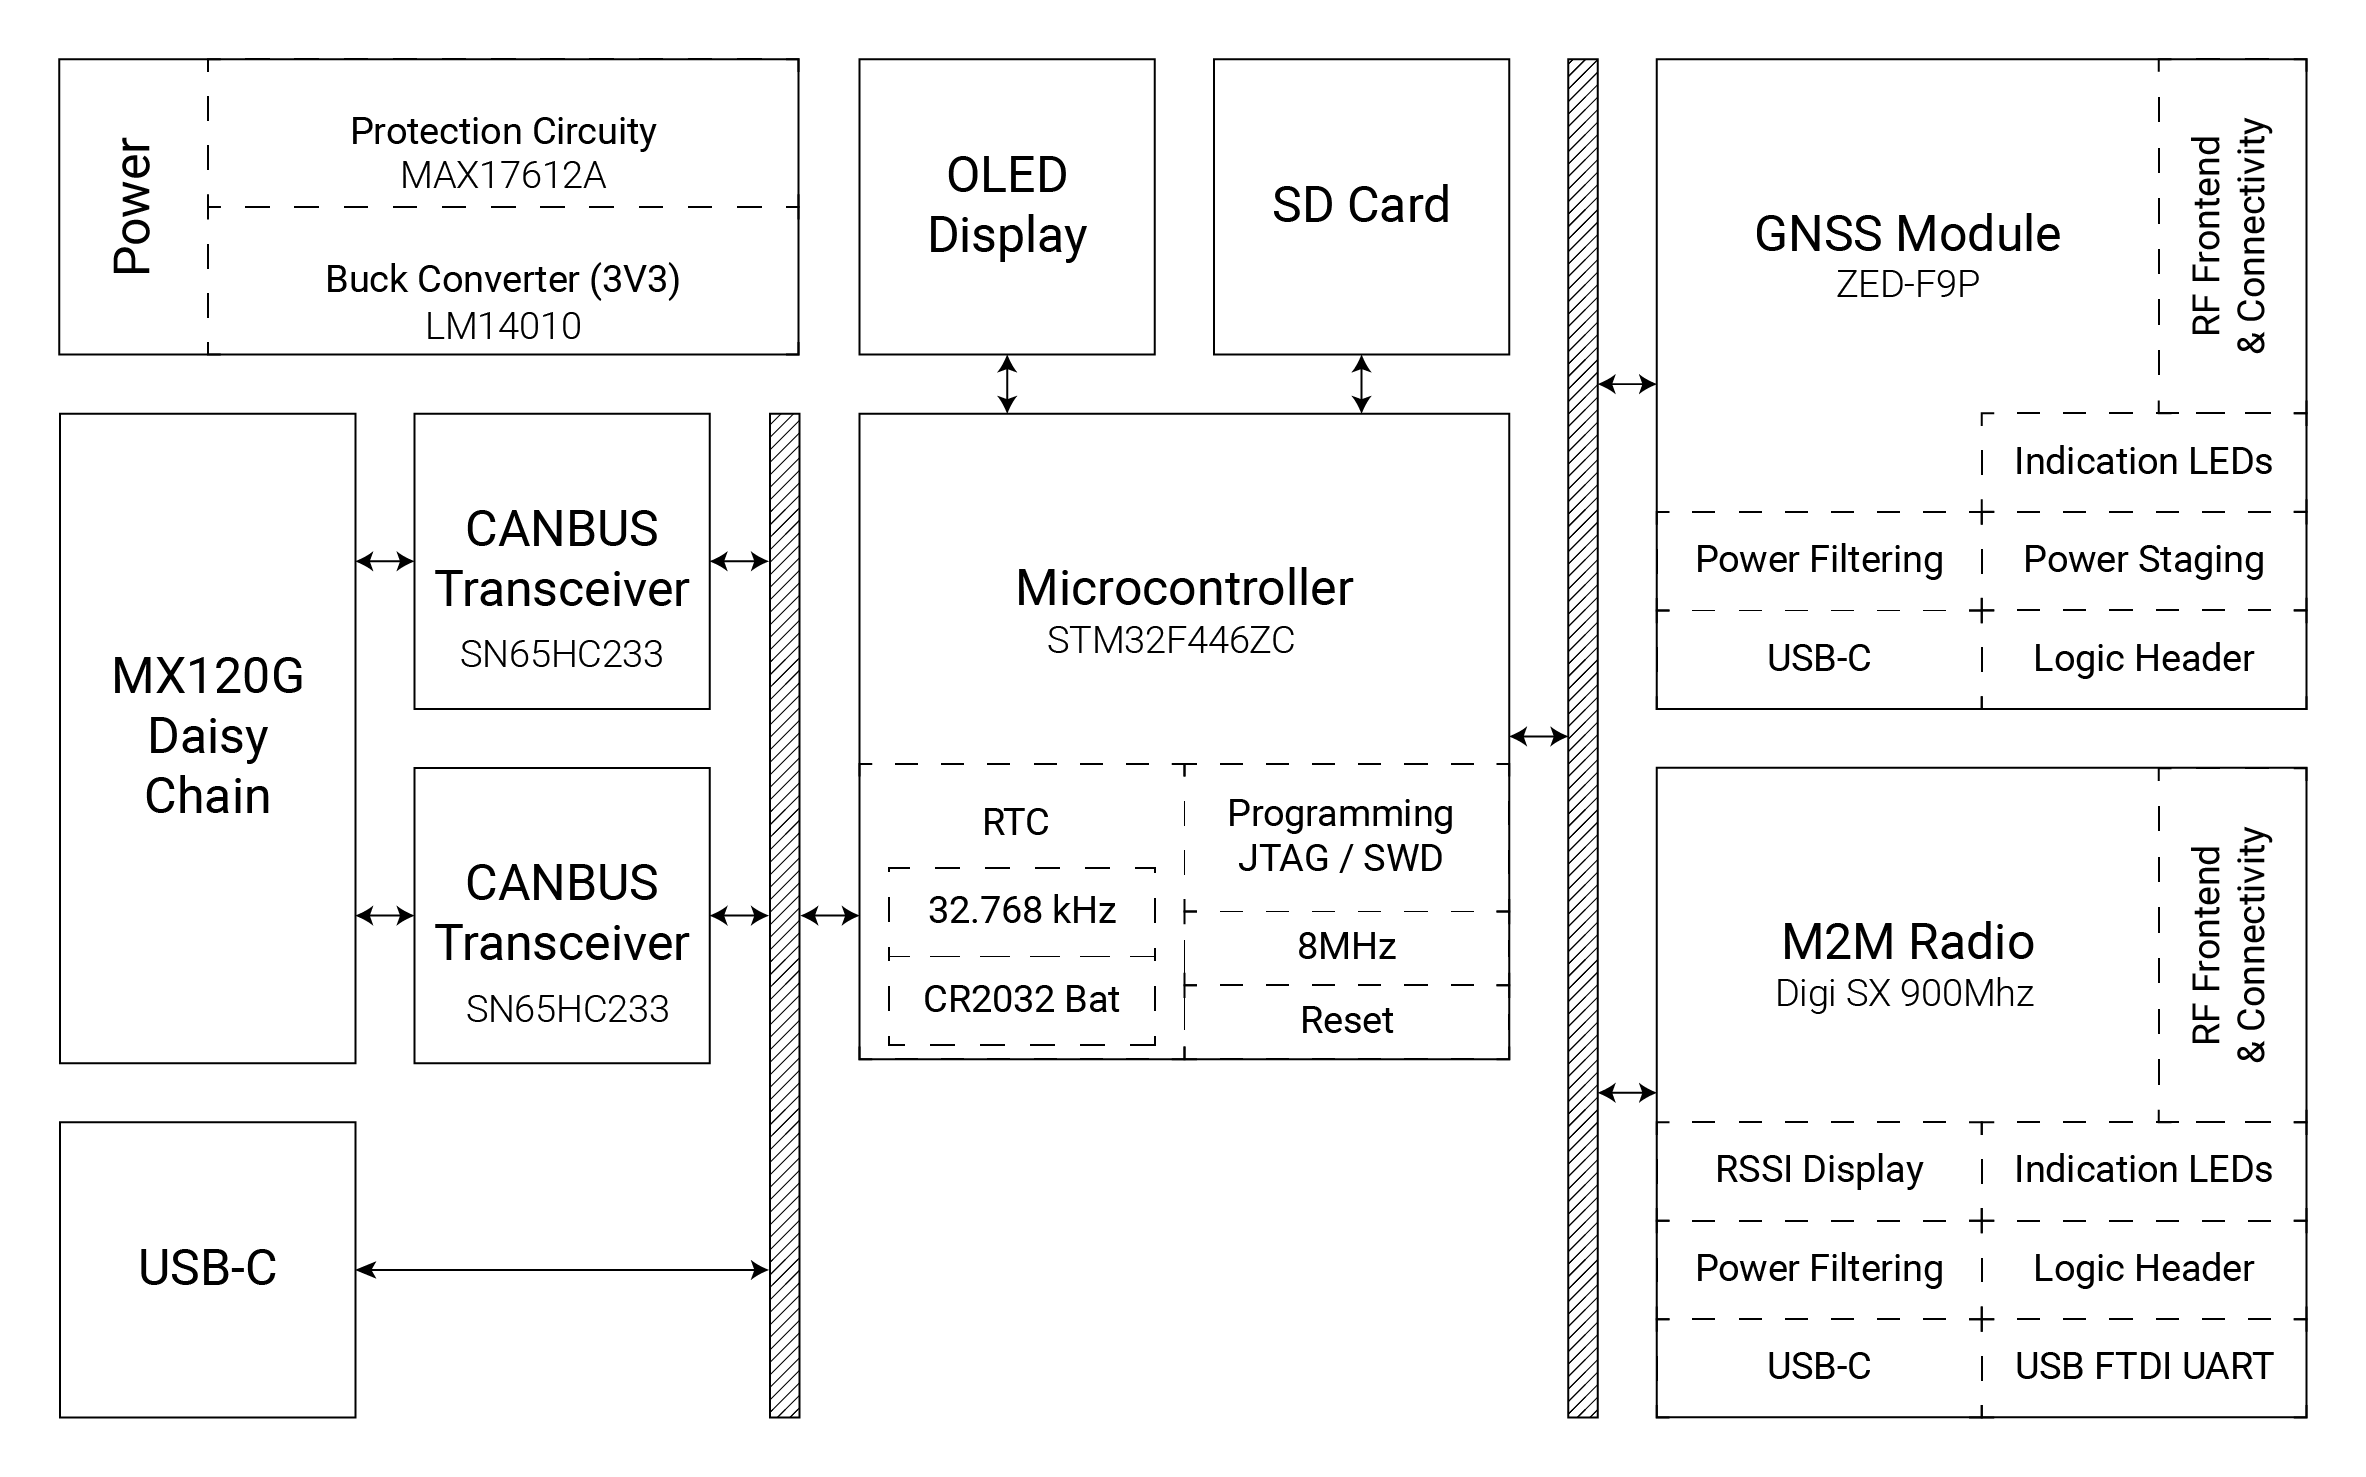 Power
Protection Circuity
MAX17612A
Buck Converter (3V3)
LM14010
OLED
Display
SD Card
GNSS Module
ZED-F9P
RF Frontend
& Connectivity
Indication LEDs
Power Filtering
Power Staging
USB-C
Logic Header
MX120G
Daisy
Chain
CANBUS
Transceiver
SN65HC233
CANBUS
Transceiver
SN65HC233
Microcontroller
STM32F446ZC
RTC
32.768 kHz
CR2032 Bat
Programming
JTAG / SWD
8MHz
Reset
M2M Radio
Digi SX 900Mhz
RF Frontend
& Connectivity
RSSI Display
Indication LEDs
Power Filtering
Logic Header
USB-C
USB FTDI UART
USB-C